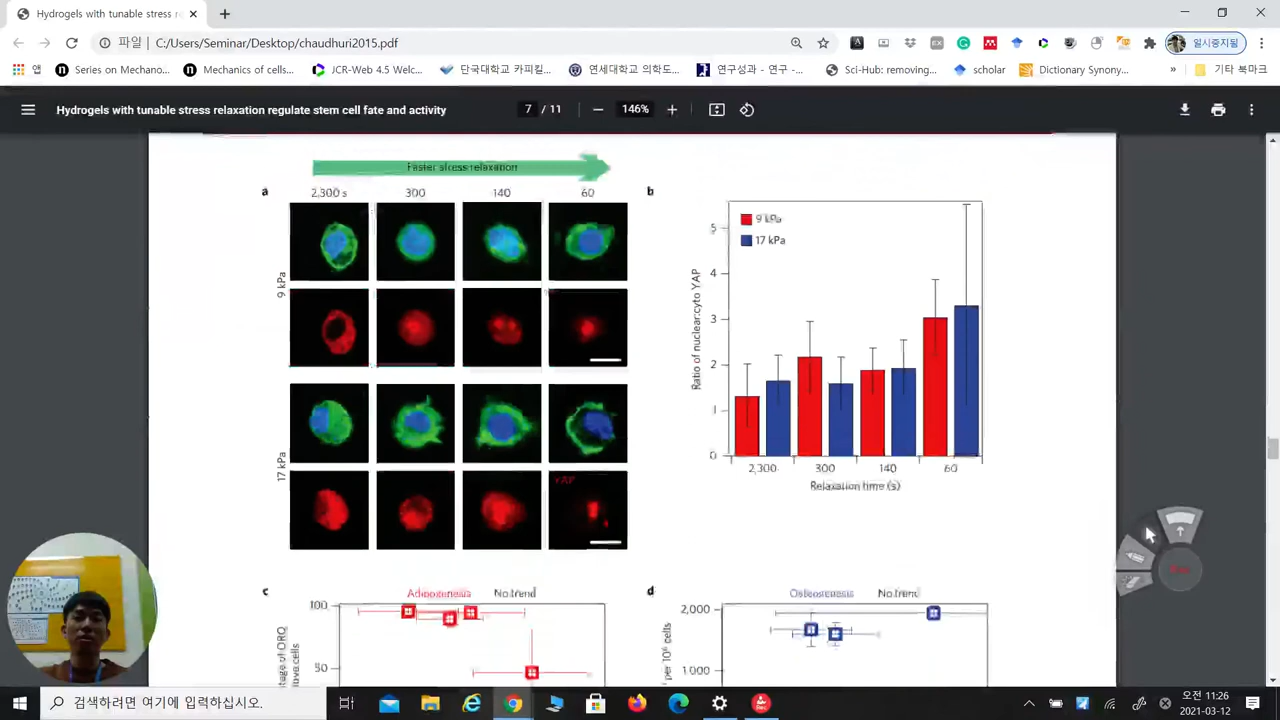 Hydrogels with tunable stress r
파일
C:/Users/Seminar/Desktop/chaudhuri2015.pdf
일시중지됨
앱
Series on Mechano...
Mechanics of cells...
JCR-Web 4.5 Welc...
단국대학교 카피킬...
연세대학교 의학도...
연구성과 - 연구 -...
Sci-Hub: removing...
scholar
Dictionary Synony...
»
기타 북마크
Hydrogels with tunable stress relaxation regulate stem cell fate and activity
7 / 11
146%
Faster stress relaxation
a
2,300 s
300
140
60
9 kPa
17 kPa
YAP
b
9 kPa
17 kPa
Ratio of nuclear:cyto YAP
5
4
3
2
1
0
2,300
300
140
60
Relaxation time (s)
c
Adipogenesis
No trend
100
50
d
Osteogenesis
No trend
2,000
1,000
per 10⁶ cells
검색하려면 여기에 입력하십시오.
오전 11:26
2021-03-12